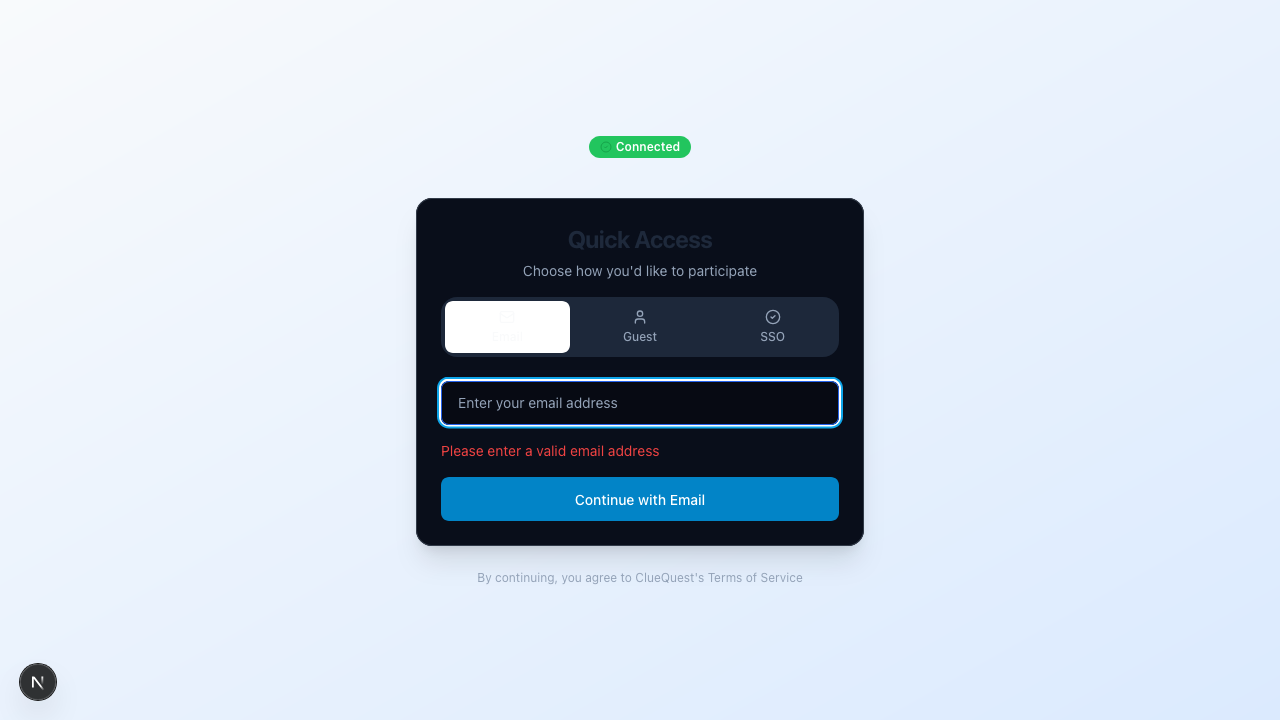 Connected
Quick Access
Choose how you'd like to participate
Guest
SSO
Enter your email address
Please enter a valid email address
Continue with Email
By continuing, you agree to ClueQuest's Terms of Service
N